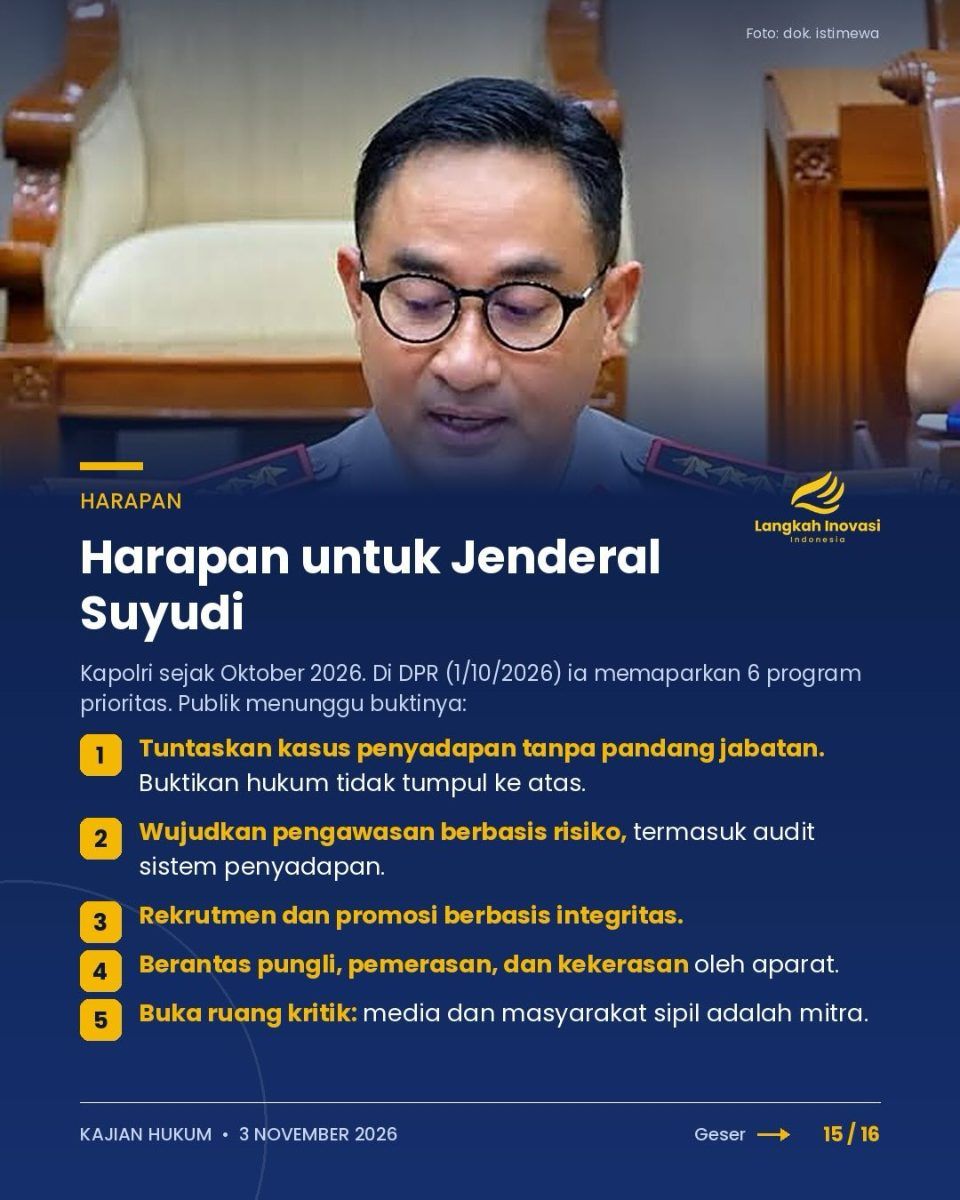 Foto: dok. istimewa
HARAPAN
Langkah Inovasi
Indonesia
Harapan untuk Jenderal
Suyudi
Kapolri sejak Oktober 2026. Di DPR (1/10/2026) ia memaparkan 6 program
prioritas. Publik menunggu buktinya:
1 Tuntaskan kasus penyadapan tanpa pandang jabatan.
Buktikan hukum tidak tumpul ke atas.
2 Wujudkan pengawasan berbasis risiko, termasuk audit
sistem penyadapan.
3 Rekrutmen dan promosi berbasis integritas.
4 Berantas pungli, pemerasan, dan kekerasan oleh aparat.
5 Buka ruang kritik: media dan masyarakat sipil adalah mitra.
KAJIAN HUKUM • 3 NOVEMBER 2026
Geser → 15 / 16